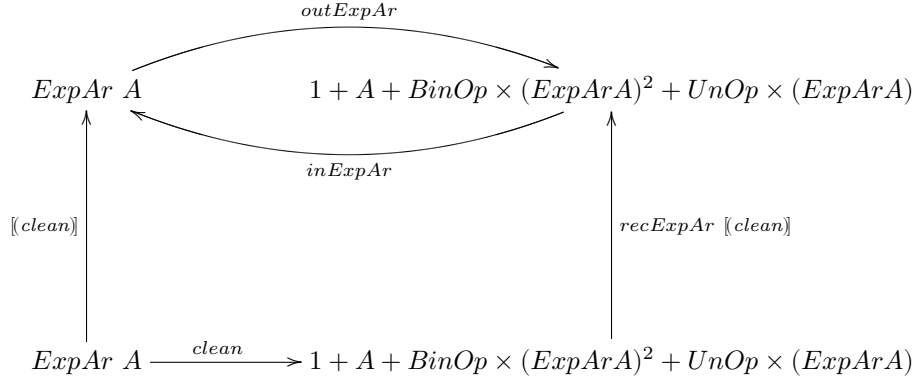 outExpAr
ExpAr A
1 + A + BinOp × (ExpArA)² + UnOp × (ExpArA)
inExpAr
⟦(clean)⟧
recExpAr ⟦(clean)⟧
ExpAr A
clean
1 + A + BinOp × (ExpArA)² + UnOp × (ExpArA)